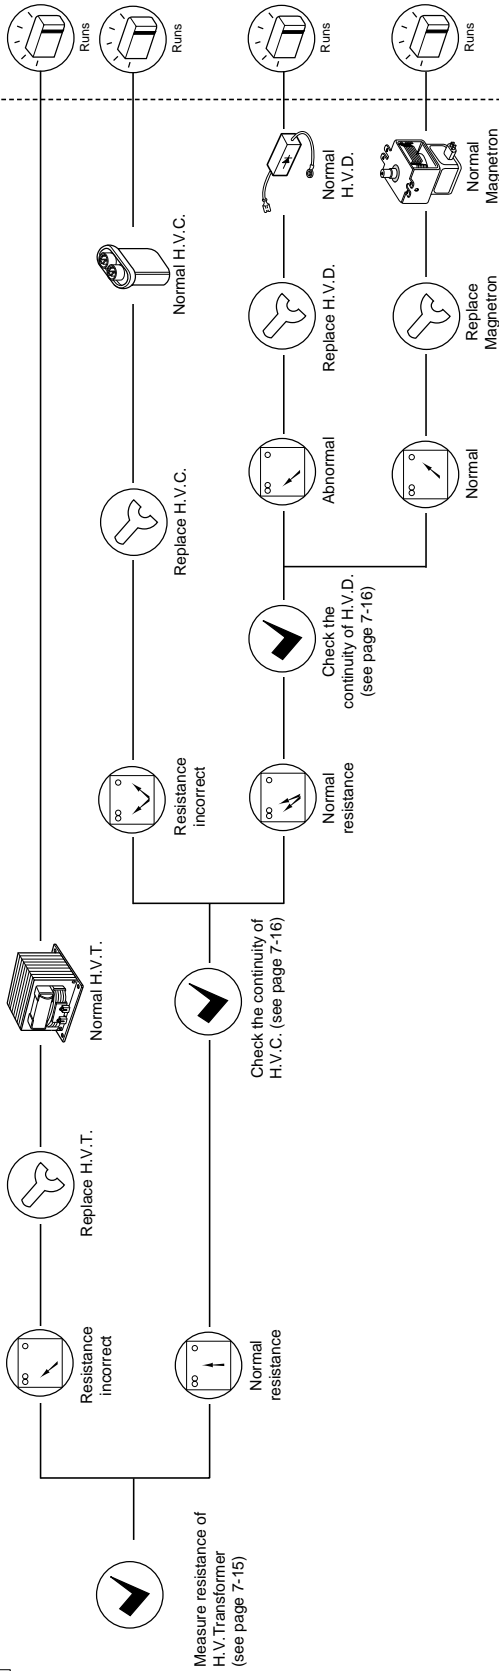 Measure resistance of
H.V.Transformer
(see page 7-15)
Resistance
incorrect
Replace H.V.T.
Normal H.V.T.
Runs
Normal
resistance
Check the continuity of
H.V.C. (see page 7-16)
Resistance
incorrect
Replace H.V.C.
Normal H.V.C.
Runs
Normal
resistance
Check the
continuity of H.V.D.
(see page 7-16)
Abnormal
Replace H.V.D.
Normal
H.V.D.
Runs
Normal
Replace
Magnetron
Normal
Magnetron
Runs